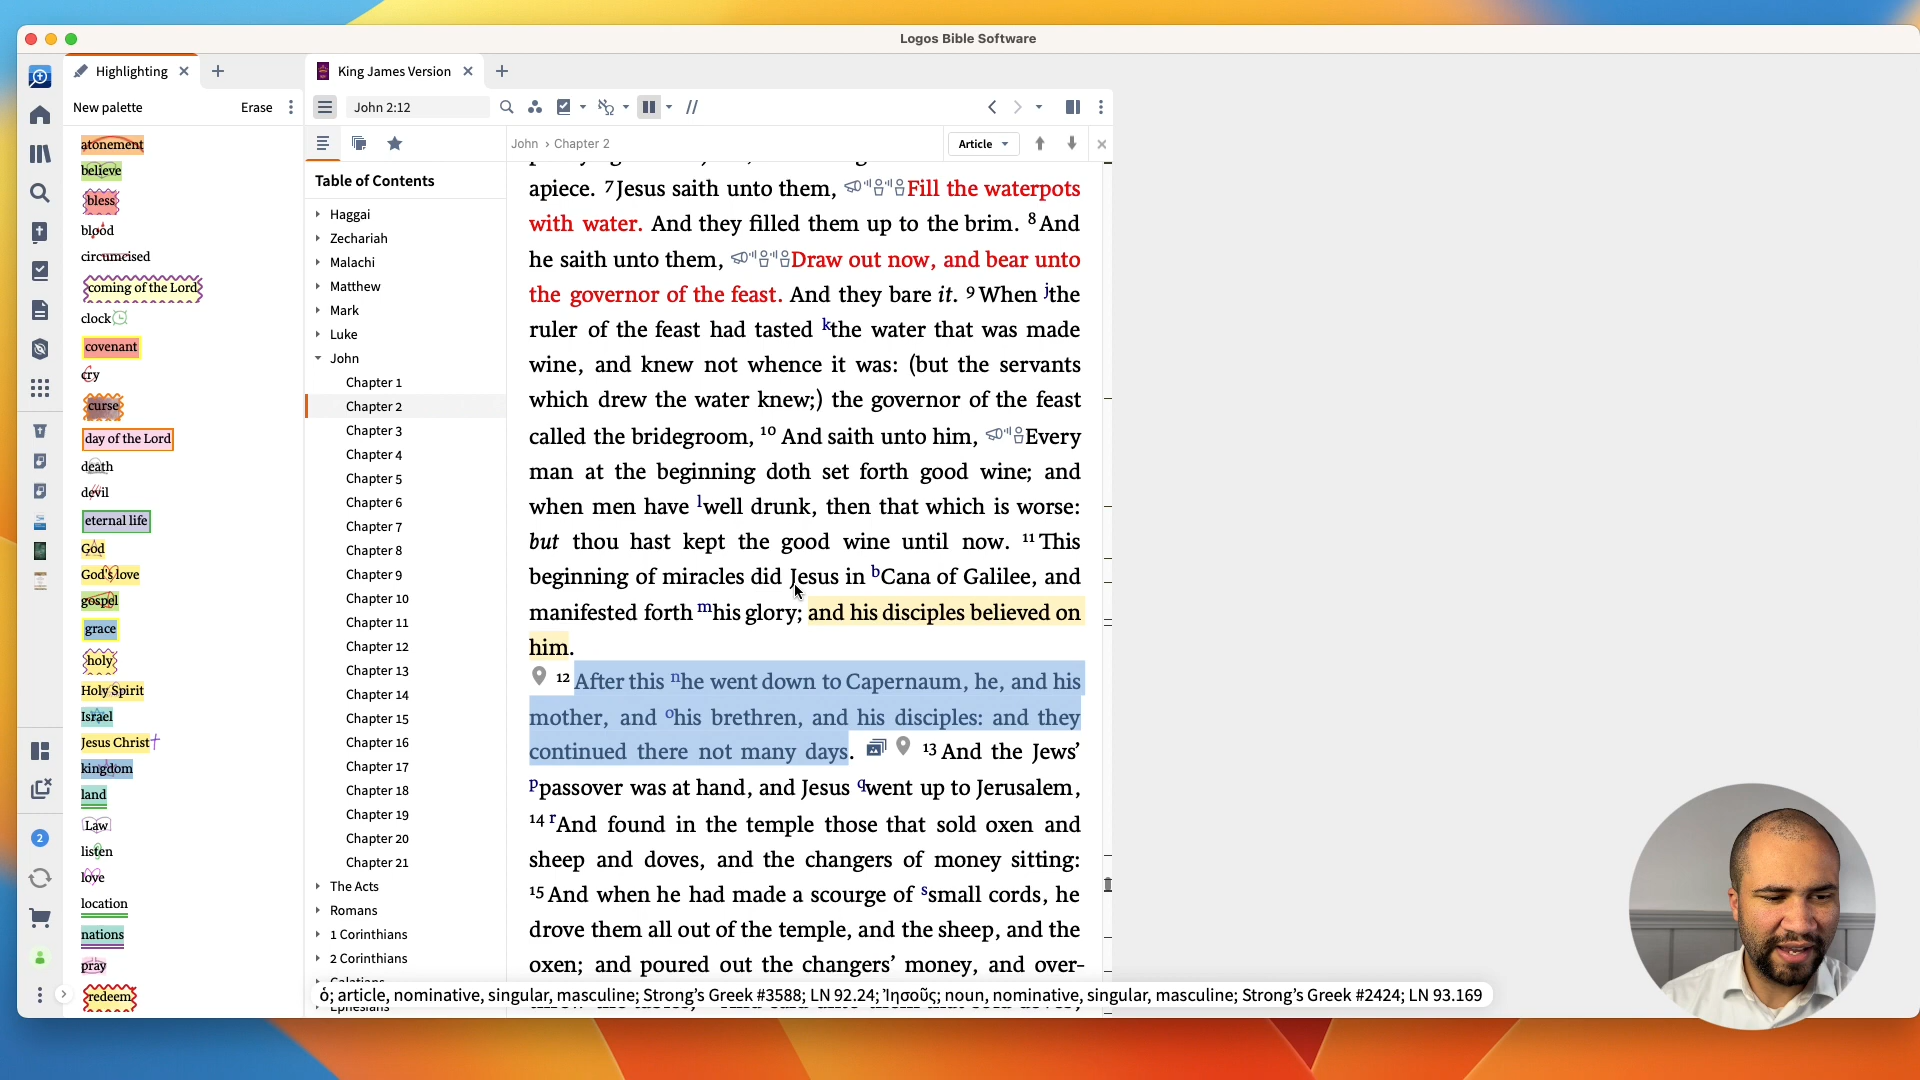 Logos Bible Software
Highlighting
King James Version
New palette
Erase
John 2:12
John › Chapter 2
Article
Table of Contents
atonement
believe
bless
blood
circumcised
coming of the Lord
clock
covenant
cry
curse
day of the Lord
death
devil
eternal life
God
God's love
gospel
grace
holy
Holy Spirit
Israel
Jesus Christ
kingdom
land
Law
listen
love
location
nations
pray
redeem
2
Haggai
Zechariah
Malachi
Matthew
Mark
Luke
John
Chapter 1
Chapter 2
Chapter 3
Chapter 4
Chapter 5
Chapter 6
Chapter 7
Chapter 8
Chapter 9
Chapter 10
Chapter 11
Chapter 12
Chapter 13
Chapter 14
Chapter 15
Chapter 16
Chapter 17
Chapter 18
Chapter 19
Chapter 20
Chapter 21
The Acts
Romans
1 Corinthians
2 Corinthians
apiece. 7 Jesus saith unto them, Fill the waterpots
with water. And they filled them up to the brim. 8 And
he saith unto them, Draw out now, and bear unto
the governor of the feast. And they bare it. 9 When j the
ruler of the feast had tasted k the water that was made
wine, and knew not whence it was: (but the servants
which drew the water knew;) the governor of the feast
called the bridegroom, 10 And saith unto him, Every
man at the beginning doth set forth good wine; and
when men have l well drunk, then that which is worse:
but thou hast kept the good wine until now. 11 This
beginning of miracles did Jesus in b Cana of Galilee, and
manifested forth m his glory; and his disciples believed on
him.
12 After this n he went down to Capernaum, he, and his
mother, and o his brethren, and his disciples: and they
continued there not many days. 13 And the Jews’
p passover was at hand, and Jesus q went up to Jerusalem,
14 r And found in the temple those that sold oxen and
sheep and doves, and the changers of money sitting:
15 And when he had made a scourge of s small cords, he
drove them all out of the temple, and the sheep, and the
oxen; and poured out the changers’ money, and over-
ὁ; article, nominative, singular, masculine; Strong’s Greek #3588; LN 92.24; Ἰησοῦς; noun, nominative, singular, masculine; Strong’s Greek #2424; LN 93.169